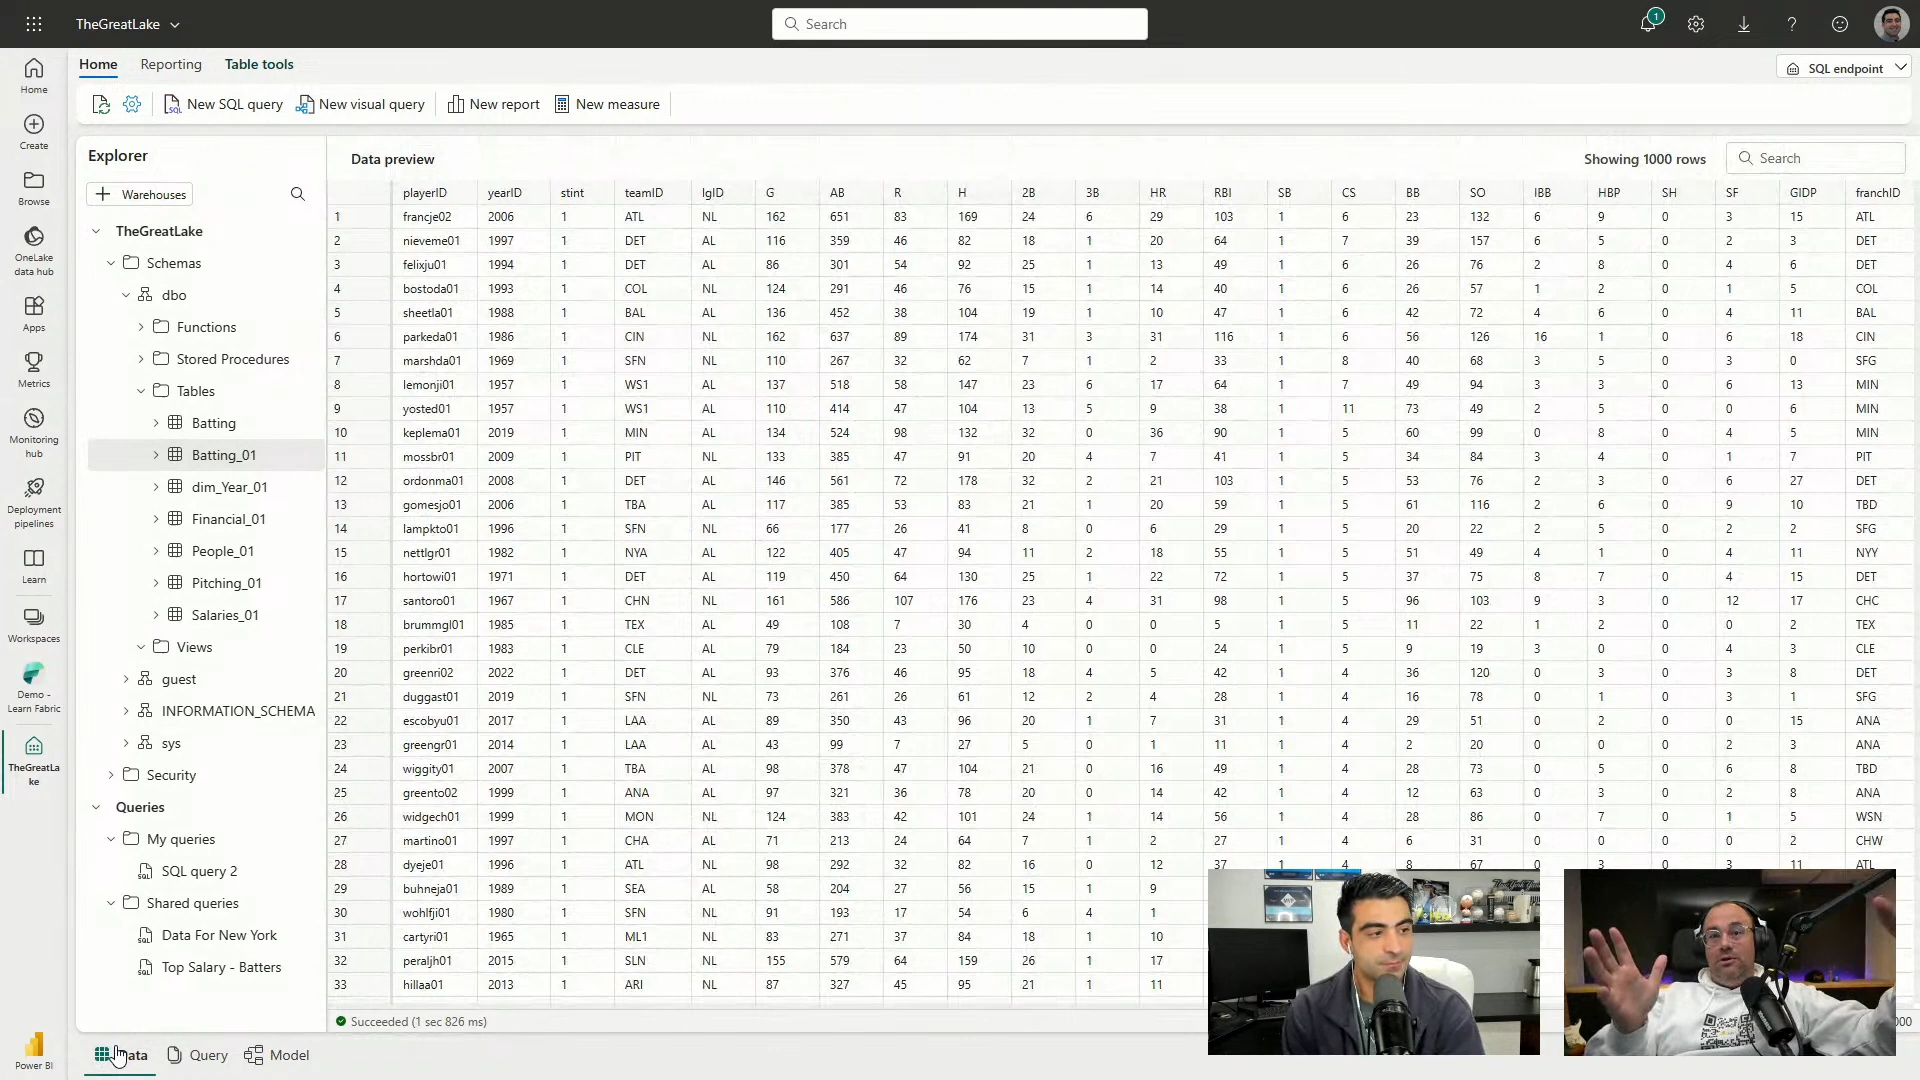 TheGreatLake
Search
1
Home
Reporting
Table tools
SQL endpoint
New SQL query
New visual query
New report
New measure
Home
Create
Browse
OneLake
data hub
Apps
Metrics
Monitoring
hub
Deployment
pipelines
Learn
Workspaces
Demo -
Learn Fabric
TheGreatLa
ke
Power BI
Explorer
Warehouses
TheGreatLake
Schemas
dbo
Functions
Stored Procedures
Tables
Batting
Batting_01
dim_Year_01
Financial_01
People_01
Pitching_01
Salaries_01
Views
guest
INFORMATION_SCHEMA
sys
Security
Queries
My queries
SQL query 2
Shared queries
Data For New York
Top Salary - Batters
Data preview
Showing 1000 rows
Search
playerID yearID stint teamID lgID G AB R H 2B 3B HR RBI SB CS BB SO IBB HBP SH SF GIDP franchID
1 francje02 2006 1 ATL NL 162 651 83 169 24 6 29 103 1 6 23 132 6 9 0 3 15 ATL
2 nieveme01 1997 1 DET AL 116 359 46 82 18 1 20 64 1 7 39 157 6 5 0 2 3 DET
3 felixju01 1994 1 DET AL 86 301 54 92 25 1 13 49 1 6 26 76 2 8 0 4 6 DET
4 bostoda01 1993 1 COL NL 124 291 46 76 15 1 14 40 1 6 26 57 1 2 0 1 5 COL
5 sheetla01 1988 1 BAL AL 136 452 38 104 19 1 10 47 1 6 42 72 4 6 0 4 11 BAL
6 parkeda01 1986 1 CIN NL 162 637 89 174 31 3 31 116 1 6 56 126 16 1 0 6 18 CIN
7 marshda01 1969 1 SFN NL 110 267 32 62 7 1 2 33 1 8 40 68 3 5 0 3 0 SFG
8 lemonji01 1957 1 WS1 AL 137 518 58 147 23 6 17 64 1 7 49 94 3 3 0 6 13 MIN
9 yosted01 1957 1 WS1 AL 110 414 47 104 13 5 9 38 1 11 73 49 2 5 0 0 6 MIN
10 keplema01 2019 1 MIN AL 134 524 98 132 32 0 36 90 1 5 60 99 0 8 0 4 5 MIN
11 mossbr01 2009 1 PIT NL 133 385 47 91 20 4 7 41 1 5 34 84 3 4 0 1 7 PIT
12 ordonma01 2008 1 DET AL 146 561 72 178 32 2 21 103 1 5 53 76 2 3 0 6 27 DET
13 gomesjo01 2006 1 TBA AL 117 385 53 83 21 1 20 59 1 5 61 116 2 6 0 9 10 TBD
14 lampkto01 1996 1 SFN NL 66 177 26 41 8 0 6 29 1 5 20 22 2 5 0 2 2 SFG
15 nettlgr01 1982 1 NYA AL 122 405 47 94 11 2 18 55 1 5 51 49 4 1 0 4 11 NYY
16 hortowi01 1971 1 DET AL 119 450 64 130 25 1 22 72 1 5 37 75 8 7 0 4 15 DET
17 santoro01 1967 1 CHN NL 161 586 107 176 23 4 31 98 1 5 96 103 9 3 0 12 17 CHC
18 brummgl01 1985 1 TEX AL 49 108 7 30 4 0 0 5 1 5 11 22 1 2 0 0 2 TEX
19 perkibr01 1983 1 CLE AL 79 184 23 50 10 0 0 24 1 5 9 19 3 0 0 4 3 CLE
20 greenri02 2022 1 DET AL 93 376 46 95 18 4 5 42 1 4 36 120 0 3 0 3 8 DET
21 duggast01 2019 1 SFN NL 73 261 26 61 12 2 4 28 1 4 16 78 0 1 0 3 1 SFG
22 escobyu01 2017 1 LAA AL 89 350 43 96 20 1 7 31 1 4 29 51 0 2 0 0 15 ANA
23 greengr01 2014 1 LAA AL 43 99 7 27 5 0 1 11 1 4 2 20 0 0 0 2 3 ANA
24 wiggity01 2007 1 TBA AL 98 378 47 104 21 0 16 49 1 4 28 73 0 5 0 6 8 TBD
25 greento02 1999 1 ANA AL 97 321 36 78 20 0 14 42 1 4 12 63 0 3 0 2 8 ANA
26 widgech01 1999 1 MON NL 124 383 42 101 24 1 14 56 1 4 28 86 0 7 0 1 5 WSN
27 martino01 1997 1 CHA AL 71 213 24 64 7 1 2 27 1 4 6 31 0 0 0 0 2 CHW
28 dyeje01 1996 1 ATL NL 98 292 32 82 16 0 12 37 1 4 8 67 0 3 0 3 11 ATL
29 buhneja01 1989 1 SEA AL 58 204 27 56 15 1 9
30 wohlfji01 1980 1 SFN NL 91 193 17 54 6 4 1
31 cartyri01 1965 1 ML1 NL 83 271 37 84 18 1 10
32 peraljh01 2015 1 SLN NL 155 579 64 159 26 1 17
33 hillaa01 2013 1 ARI NL 87 327 45 95 21 1 11
Succeeded (1 sec 826 ms)
Query
Model